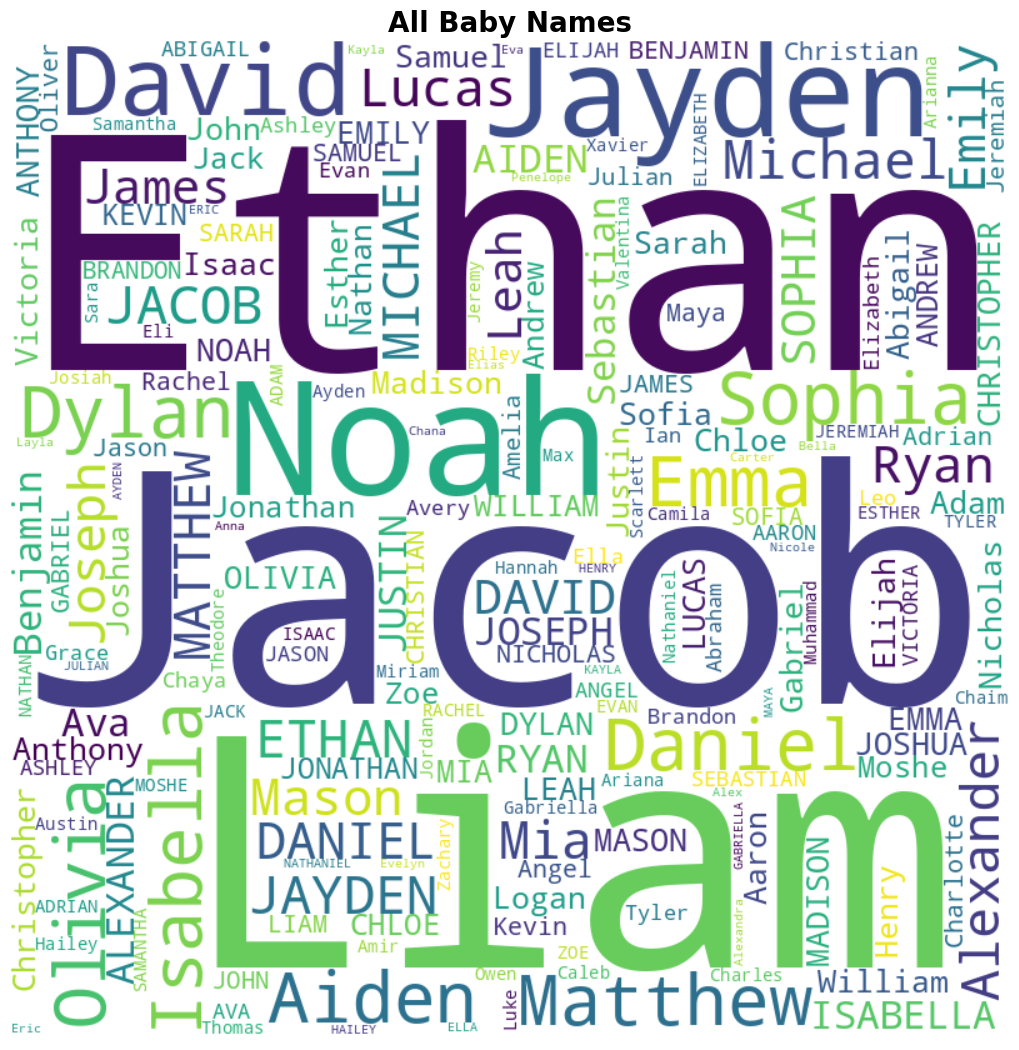 All Baby Names
David
ABIGAIL
Kayla
Samuel
Eva
ELIJAH
BENJAMIN
Christian
Lucas
Jayden
Emily
Arianna
Jeremiah
ANTHONY
Oliver
Samantha
John
Ashley
EMILY
Jack
SAMUEL
Evan
AIDEN
Penelope
Xavier
Julian
ELIZABETH
Michael
James
KEVIN
ERIC
SARAH
Ethan
Victoria
BRANDON
Sara
Isaac
JACOB
Eli
NOAH
Esther
Nathan
MICHAEL
Jeremy
Leah
Andrew
Riley
Elias
Sebastian
Valentina
Sarah
Maya
SOPHIA
Elizabeth
Abigail
ANDREW
CHRISTOPHER
Josiah
Rachel
ADAM
Ayden
Madison
Dylan
Layla
Noah
Chana
Amelia
Max
JAMES
Sofia
Ian
Chloe
Sophia
Bella
JEREMIAH
Adrian
Jason
Justin
Scarlett
Emma
Carter
Ryan
Leo
Adam
ESTHER
TYLER
Benjamin
GABRIEL
Joseph
AYDEN
Joshua
MATTHEW
Jonathan
Anna
Avery
WILLIAM
Camila
SOFIA
AARON
Nicole
Jacob
OLIVIA
Theodore
ISAAC
JASON
JUSTIN
CHRISTIAN
Ella
Hannah
HENRY
DAVID
JOSEPH
NICHOLAS
KAYLA
Nathaniel
LUCAS
Abraham
Gabriel
Muhammad
Elijah
VICTORIA
Nicholas
Grace
JULIAN
NATHAN
Chaya
Miriam
Zoe
ANGEL
EVAN
MAYA
Chaim
Ava
Anthony
ASHLEY
JACK
ETHAN
RACHEL
Jordan
DYLAN
RYAN
MIA
Brandon
Daniel
EMMA
JOSHUA
Moshe
Isabella
MOSHE
JONATHAN
Liam
LEAH
Ariana
SEBASTIAN
Alex
Gabriella
Christopher
Austin
Olivia
ALEXANDER
Mason
DANIEL
NATHANIEL
Evelyn
Zachary
Mia
MASON
Angel
GABRIELLA
Aaron
Alexander
Charlotte
ADRIAN
Hailey
SAMANTHA
JAYDEN
LIAM
CHLOE
Logan
Kevin
Tyler
Alexandra
MADISON
Henry
Amir
ZOE
Owen
Caleb
Charles
William
JOHN
AVA
Thomas
Eric
Aiden
HAILEY
ELLA
Luke
Matthew
ISABELLA